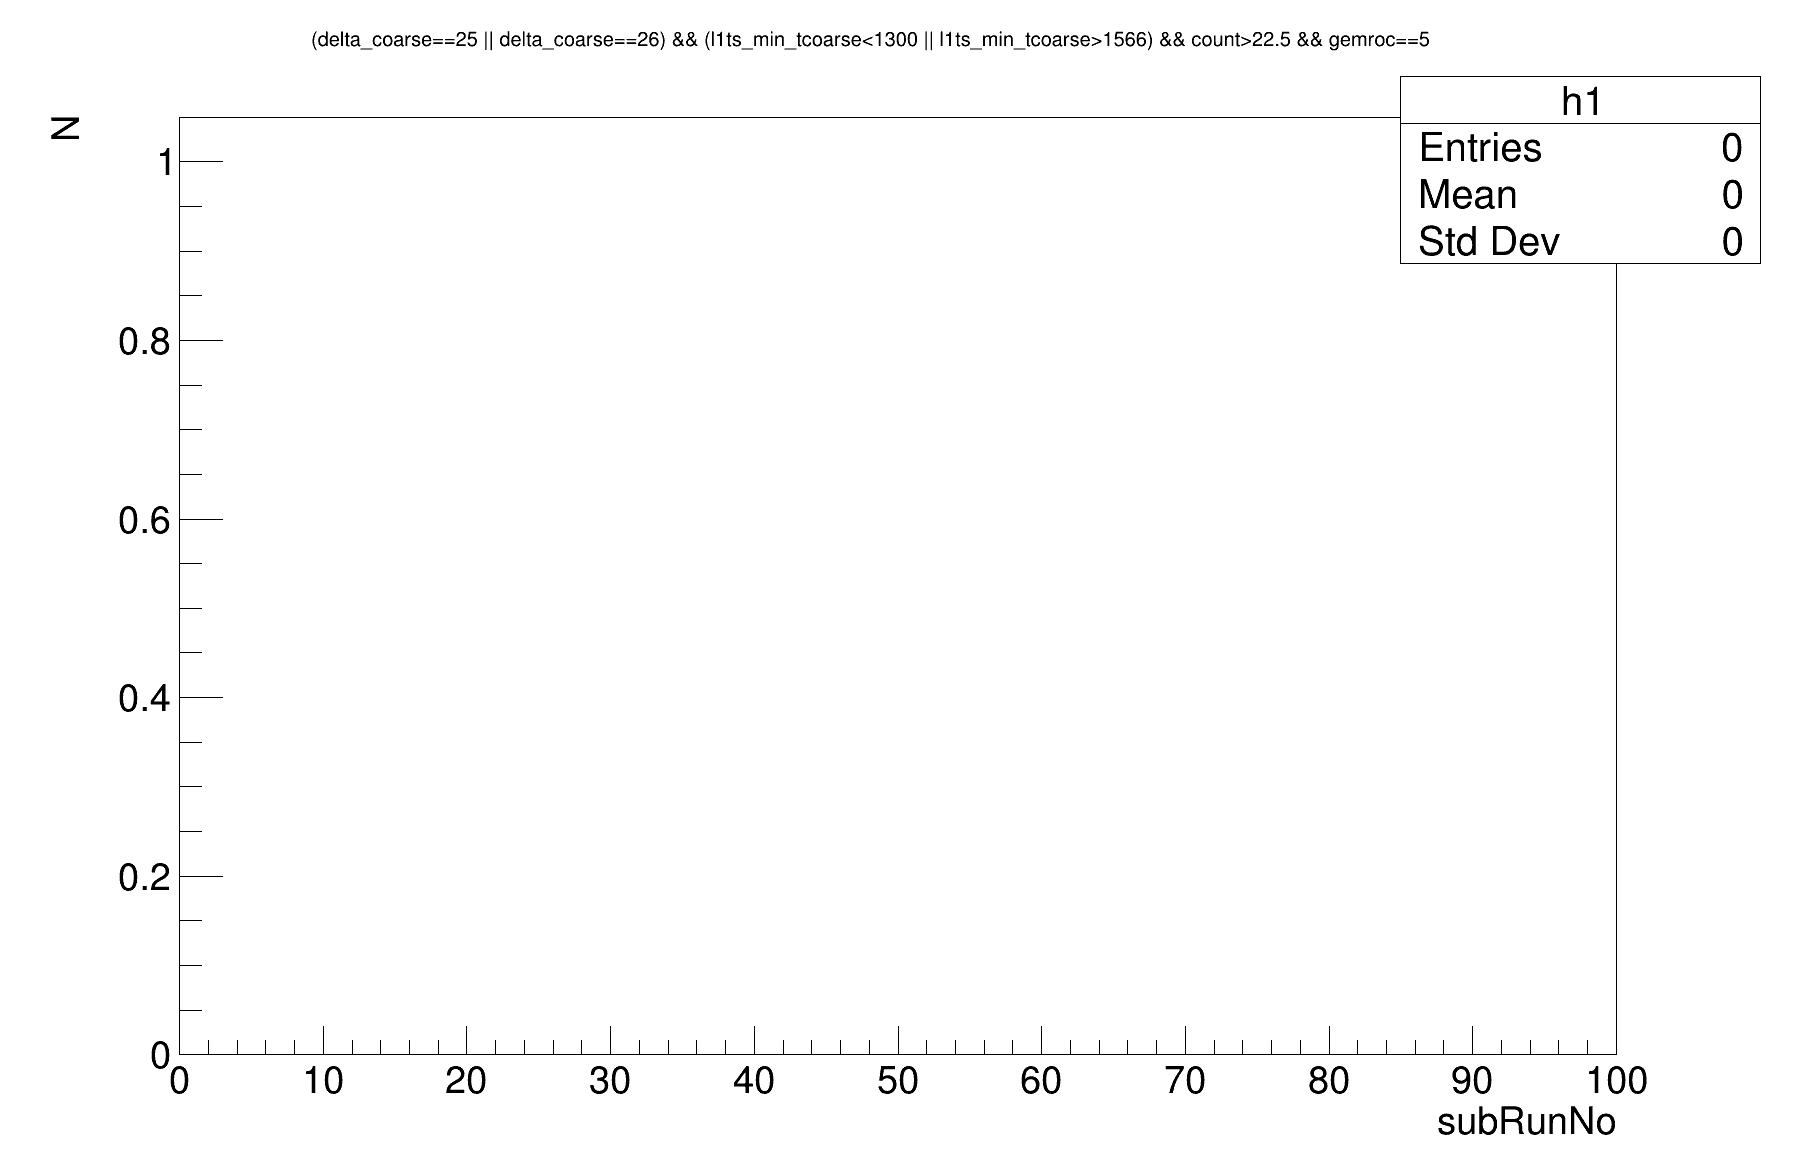 (delta_coarse==25 || delta_coarse==26) && (l1ts_min_tcoarse<1300 || l1ts_min_tcoarse>1566) && count>22.5 && gemroc==5
h1
Entries 0
Mean 0
Std Dev 0
N
1
0.8
0.6
0.4
0.2
0
0 10 20 30 40 50 60 70 80 90 100
subRunNo